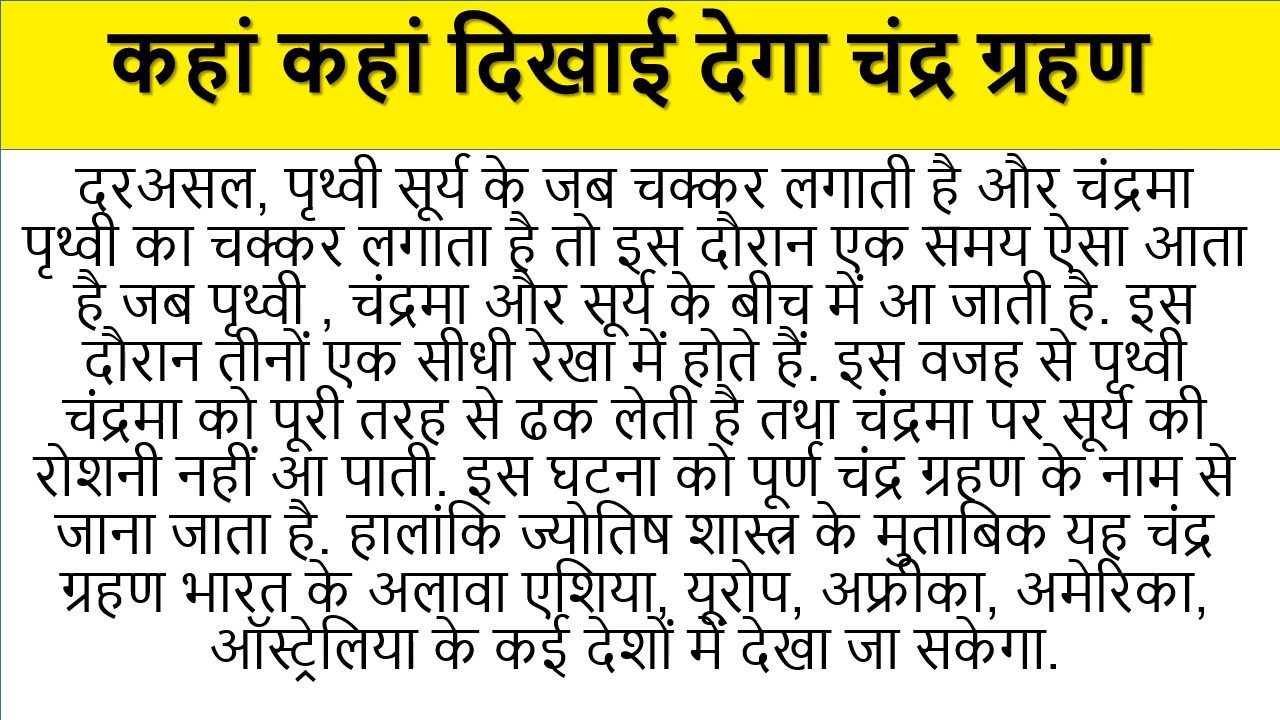 कहां कहां दिखाई देगा चंद्र ग्रहण
दरअसल, पृथ्वी सूर्य के जब चक्कर लगाती है और चंद्रमा
पृथ्वी का चक्कर लगाता है तो इस दौरान एक समय ऐसा आता
है जब पृथ्वी , चंद्रमा और सूर्य के बीच में आ जाती है. इस
दौरान तीनों एक सीधी रेखा में होते हैं. इस वजह से पृथ्वी
चंद्रमा को पूरी तरह से ढक लेती है तथा चंद्रमा पर सूर्य की
रोशनी नहीं आ पाती. इस घटना को पूर्ण चंद्र ग्रहण के नाम से
जाना जाता है. हालांकि ज्योतिष शास्त्र के मुताबिक यह चंद्र
ग्रहण भारत के अलावा एशिया, यूरोप, अफ्रीका, अमेरिका,
ऑस्ट्रेलिया के कई देशों में देखा जा सकेगा.